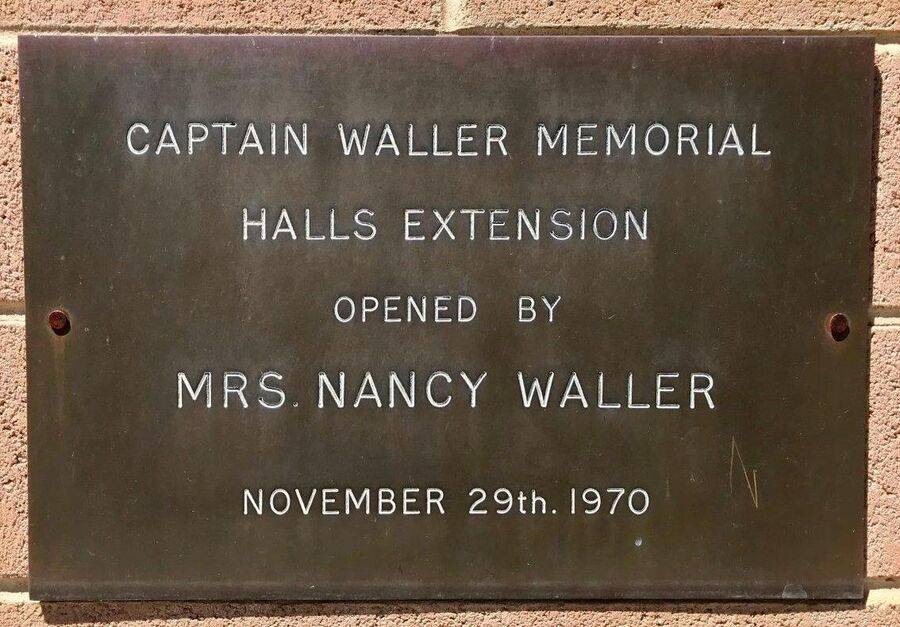 CAPTAIN WALLER MEMORIAL
HALLS EXTENSION
OPENED BY
MRS. NANCY WALLER
NOVEMBER 29th. 1970
N